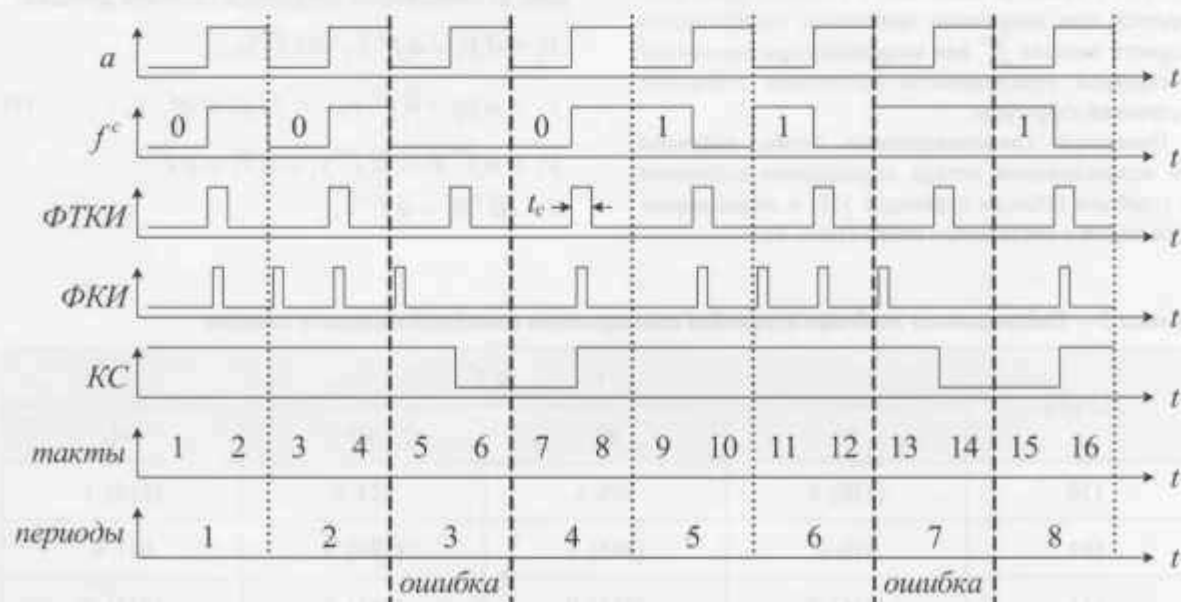 a t
f^cc 0 0 0 1 1 1 t
ФТКИ t_c t
ФКИ t
КС t
такты 1 2 3 4 5 6 7 8 9 10 11 12 13 14 15 16 t
периоды 1 2 3 4 5 6 7 8 t
ошибка ошибка